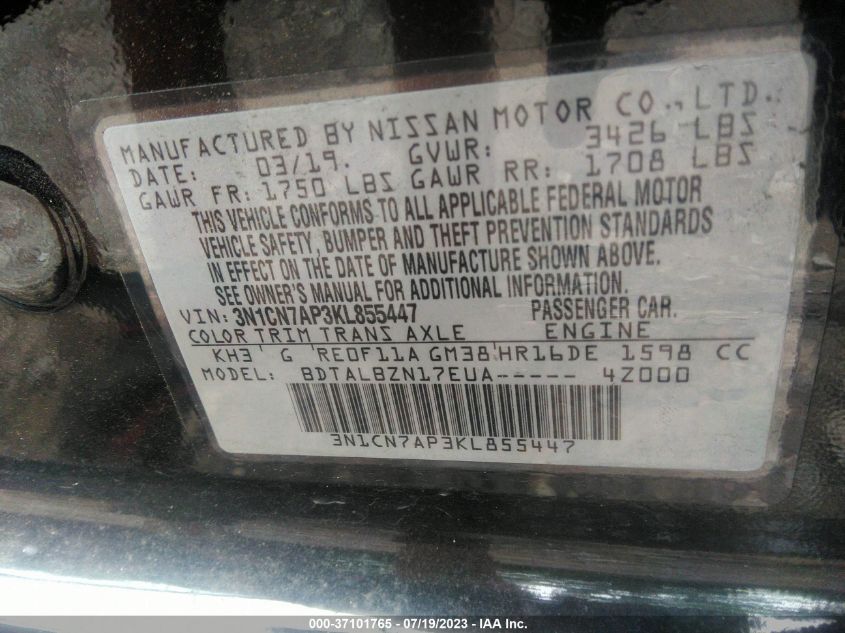 MANUFACTURED BY NISSAN MOTOR CO., LTD.
DATE: 03/19. GVWR: 3426 LBS
GAWR FR: 1750 LBS GAWR RR: 1708 LBS
THIS VEHICLE CONFORMS TO ALL APPLICABLE FEDERAL MOTOR
VEHICLE SAFETY, BUMPER AND THEFT PREVENTION STANDARDS
IN EFFECT ON THE DATE OF MANUFACTURE SHOWN ABOVE.
SEE OWNER'S MANUAL FOR ADDITIONAL INFORMATION.
VIN: 3N1CN7AP3KL855447 PASSENGER CAR.
COLOR TRIM TRANS AXLE ENGINE
KH3 G RE0F11A GM38 HR16DE 1598 CC
MODEL: BDTALBZN17EUA----- 4Z000
3N1CN7AP3KL855447
000-37101765 - 07/19/2023 - IAA Inc.